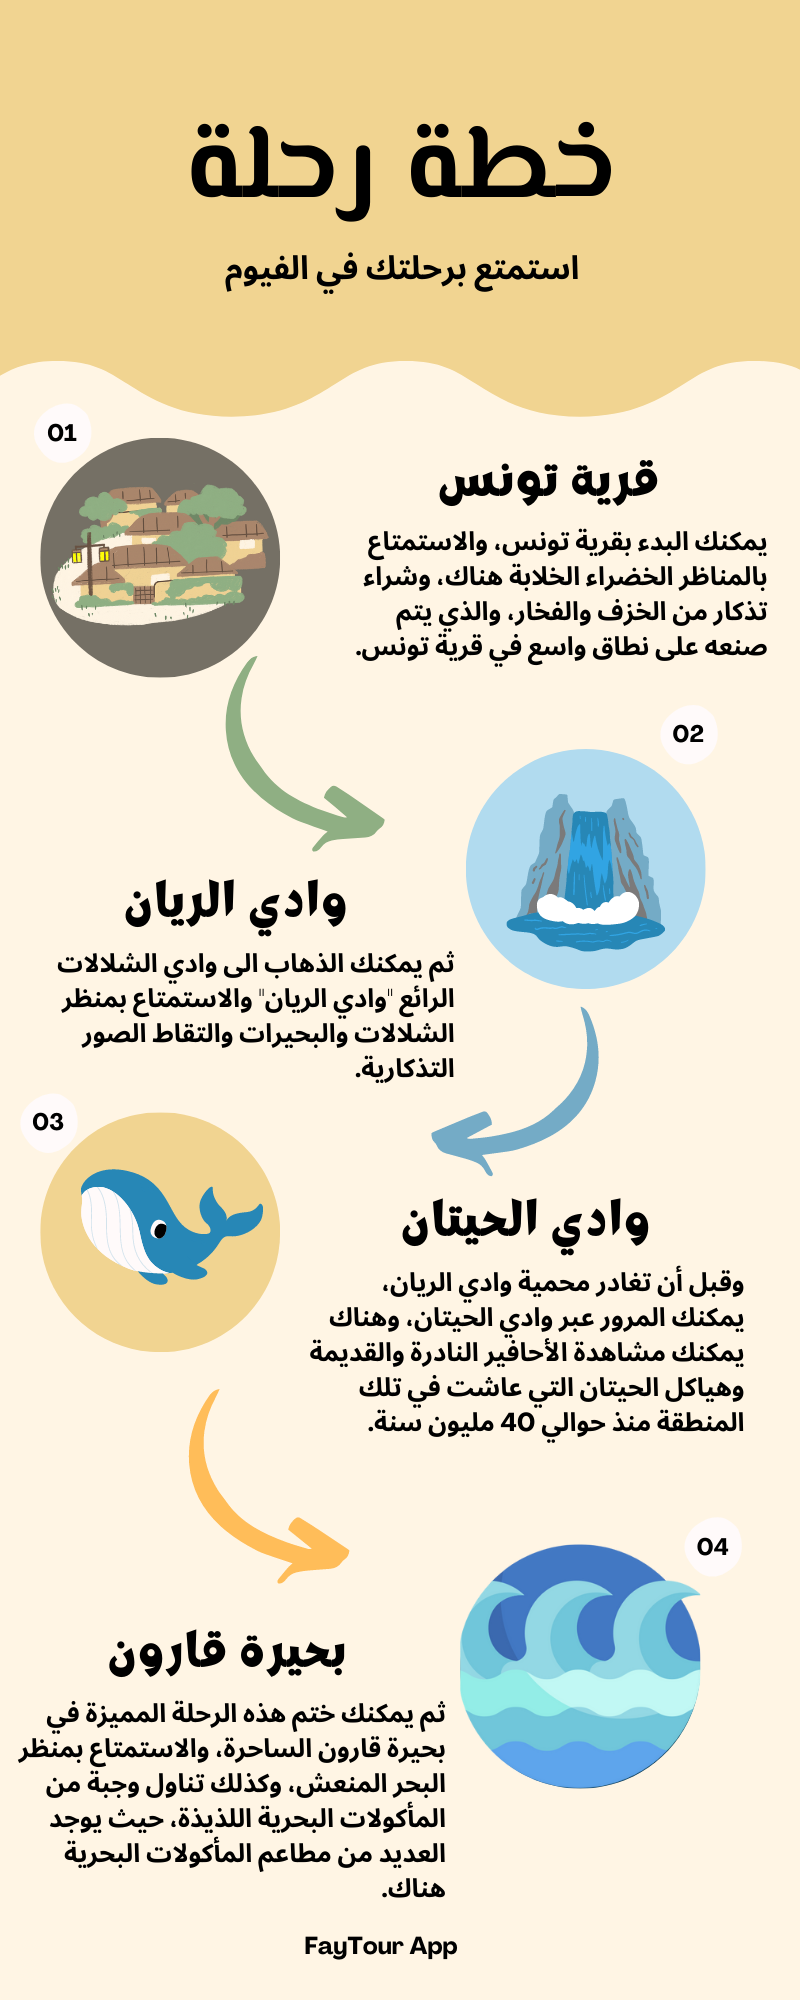 خطة رحلة
استمتع برحلتك في الفيوم
01
قرية تونس
يمكنك البدء بقرية تونس، والاستمتاع
بالمناظر الخضراء الخلابة هناك، وشراء
تذكار من الخزف والفخار، والذي يتم
صنعه على نطاق واسع في قرية تونس.
02
وادي الريان
ثم يمكنك الذهاب الى وادي الشلالات
الرائع "وادي الريان" والاستمتاع بمنظر
الشلالات والبحيرات والتقاط الصور
التذكارية.
03
وادي الحيتان
وقبل أن تغادر محمية وادي الريان،
يمكنك المرور عبر وادي الحيتان، وهناك
يمكنك مشاهدة الأحافير النادرة والقديمة
وهياكل الحيتان التي عاشت في تلك
المنطقة منذ حوالي 40 مليون سنة.
04
بحيرة قارون
ثم يمكنك ختم هذه الرحلة المميزة في
بحيرة قارون الساحرة، والاستمتاع بمنظر
البحر المنعش، وكذلك تناول وجبة من
المأكولات البحرية اللذيذة، حيث يوجد
العديد من مطاعم المأكولات البحرية
هناك.
FayTour App